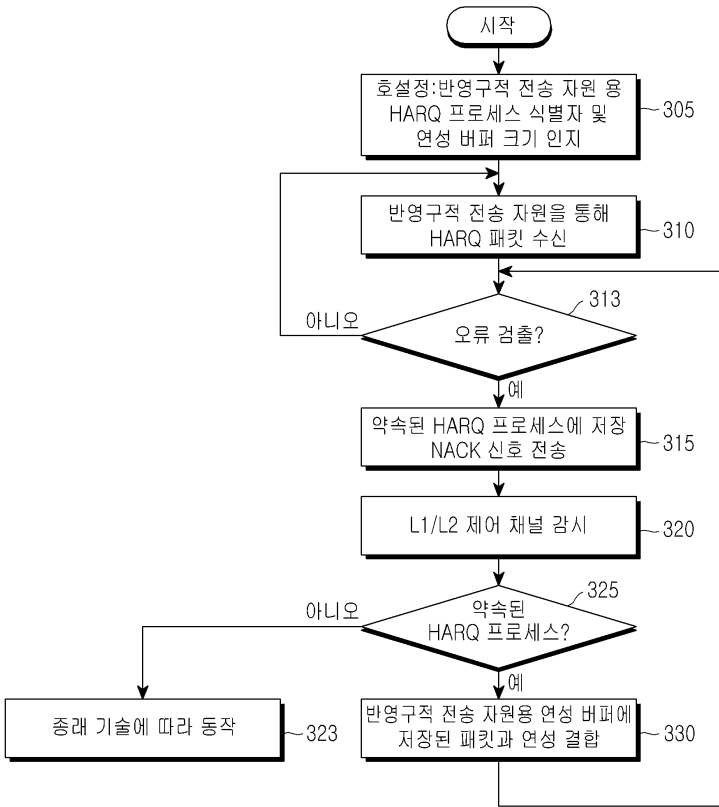 시작
호설정:반영구적 전송 자원 용
HARQ 프로세스 식별자 및
연성 버퍼 크기 인지
305
반영구적 전송 자원을 통해
HARQ 패킷 수신
310
313
아니오
오류 검출?
예
약속된 HARQ 프로세스에 저장
NACK 신호 전송
315
L1/L2 제어 채널 감시
320
325
아니오
약속된
HARQ 프로세스?
예
종래 기술에 따라 동작
323
반영구적 전송 자원용 연성 버퍼에
저장된 패킷과 연성 결합
330